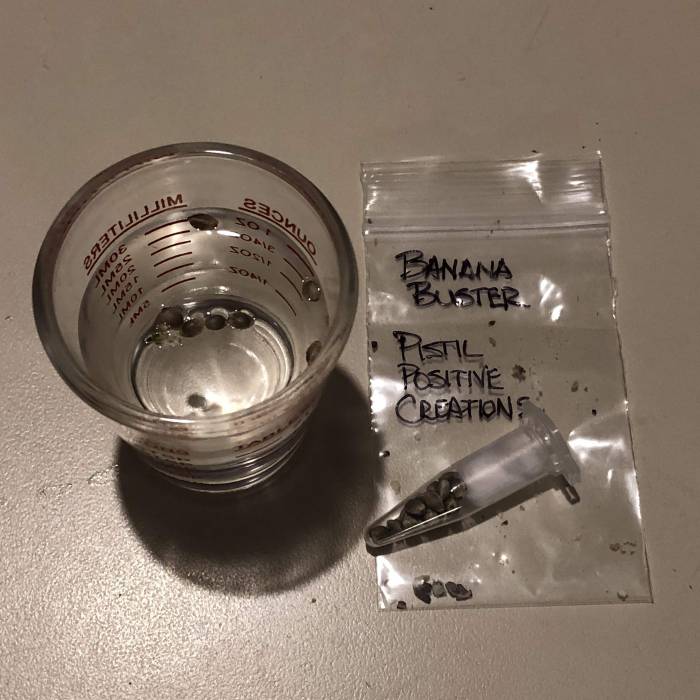 MILLILITERS
30ML
25ML
20ML
15ML
10ML
5ML
OUNCES
1 OZ
3/4OZ
1/2OZ
1/4OZ
BANANA
BUSTER.
PISTIL
POSITIVE
CREATIONS